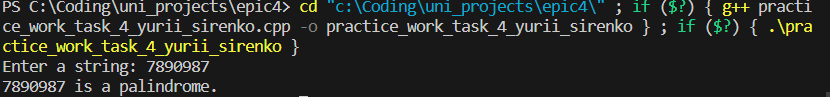 PS C:\Coding\uni_projects\epic4> cd "c:\Coding\uni_projects\epic4\" ; if ($?) { g++ practi
ce_work_task_4_yurii_sirenko.cpp -o practice_work_task_4_yurii_sirenko } ; if ($?) { .\pra
ctice_work_task_4_yurii_sirenko }
Enter a string: 7890987
7890987 is a palindrome.